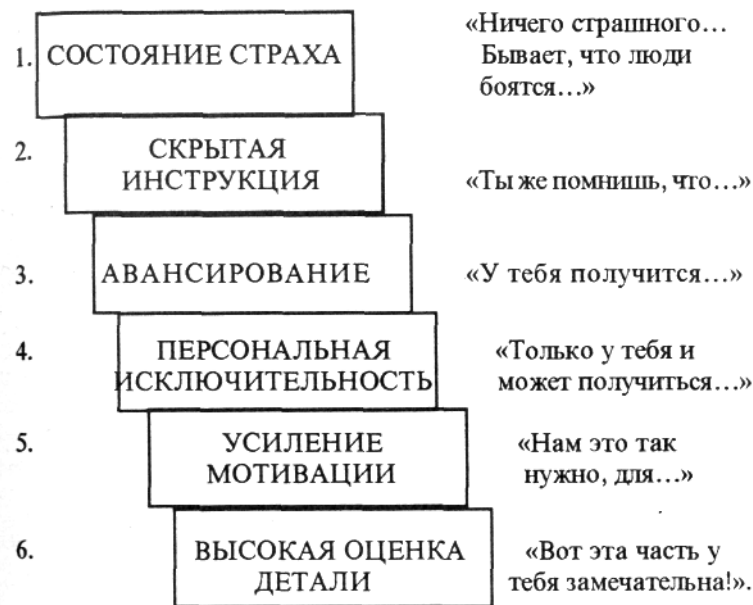 1. СОСТОЯНИЕ СТРАХА
«Ничего страшного...
Бывает, что люди
боятся...»
2. СКРЫТАЯ
ИНСТРУКЦИЯ
«Ты же помнишь, что...»
3. АВАНСИРОВАНИЕ
«У тебя получится...»
4. ПЕРСОНАЛЬНАЯ
ИСКЛЮЧИТЕЛЬНОСТЬ
«Только у тебя и
может получиться...»
5. УСИЛЕНИЕ
МОТИВАЦИИ
«Нам это так
нужно, для...»
6. ВЫСОКАЯ ОЦЕНКА
ДЕТАЛИ
«Вот эта часть у
тебя замечательна!».